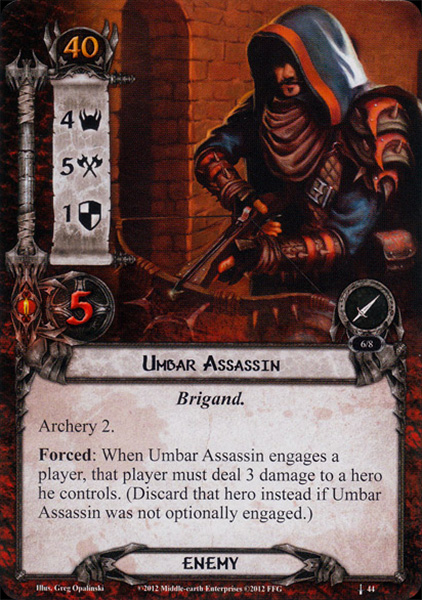 40
4
5
1
5
6/8
Umbar Assassin
Brigand.
Archery 2.
Forced: When Umbar Assassin engages a
player, that player must deal 3 damage to a hero
he controls. (Discard that hero instead if Umbar
Assassin was not optionally engaged.)
ENEMY
Illus. Greg Opalinski ©2012 Middle-earth Enterprises ©2012 FFG 44